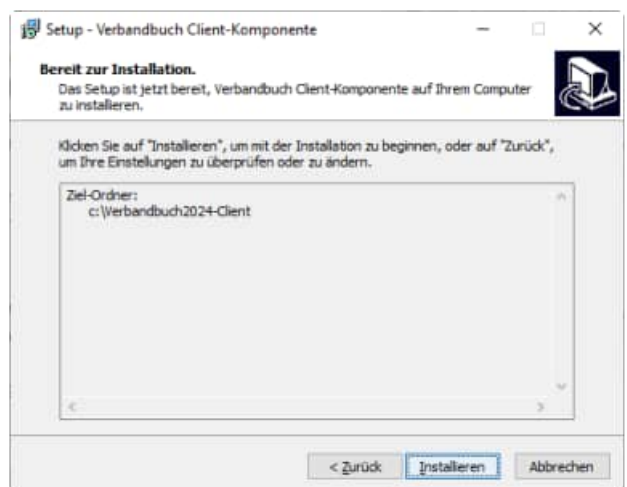 Setup - Verbandbuch Client-Komponente
Bereit zur Installation.
Das Setup ist jetzt bereit, Verbandbuch Client-Komponente auf Ihrem Computer
zu installieren.
Klicken Sie auf "Installieren", um mit der Installation zu beginnen, oder auf "Zurück",
um Ihre Einstellungen zu überprüfen oder zu ändern.
Ziel-Ordner:
c:\Verbandbuch2024-Client
< Zurück
Installieren
Abbrechen